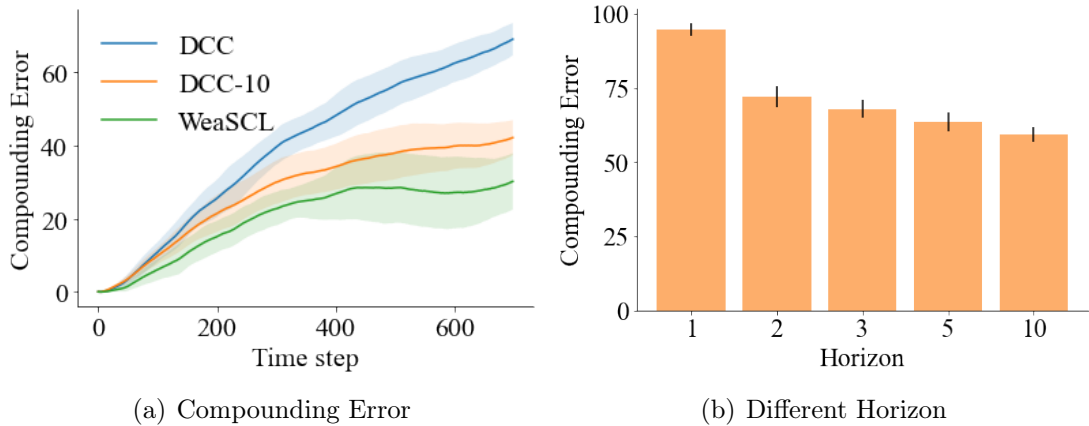 Compounding Error
60
40
20
0
DCC
DCC-10
WeaSCL
0 200 400 600
Time step
(a) Compounding Error
Compounding Error
100
75
50
25
0
1 2 3 5 10
Horizon
(b) Different Horizon